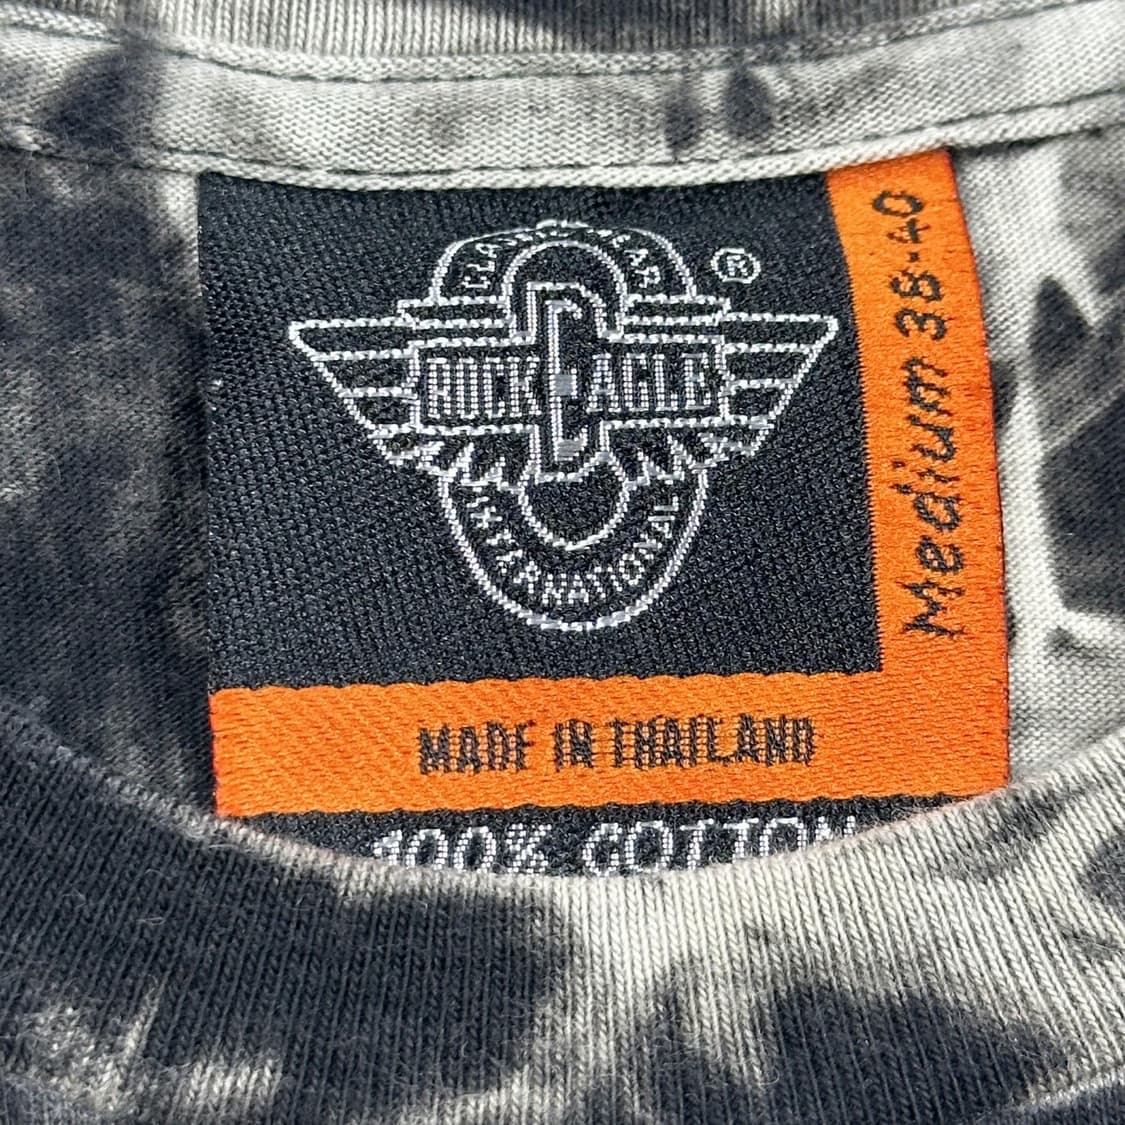 CLASSIC WEAR
®
ROCK EAGLE
INTERNATIONAL
Medium 38-40
MADE IN THAILAND
100% COTTON